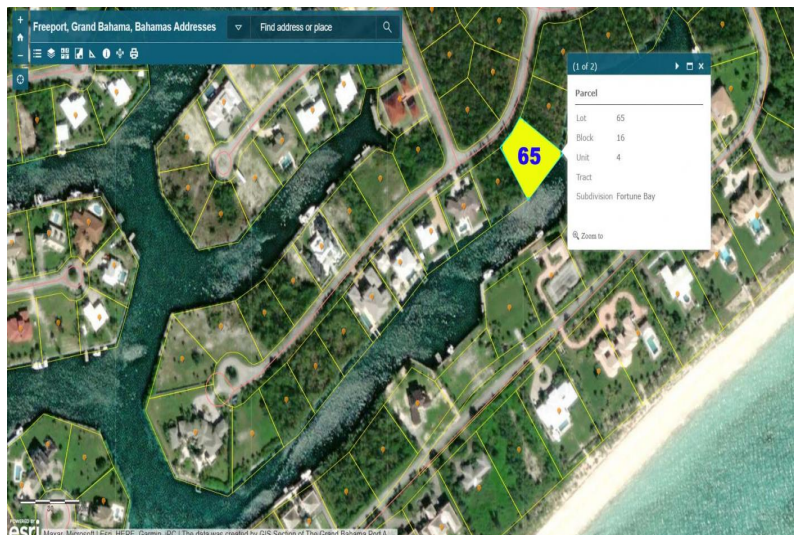 Freeport, Grand Bahama, Bahamas Addresses
Find address or place
(1 of 2)
Parcel
Lot 65
Block 16
Unit 4
Tract
Subdivision Fortune Bay
Zoom to
65
POWERED BY
esri
Maxar, Microsoft | Esri, HERE, Garmin, iPC | The data was created by GIS Section of The Grand Bahama Port A